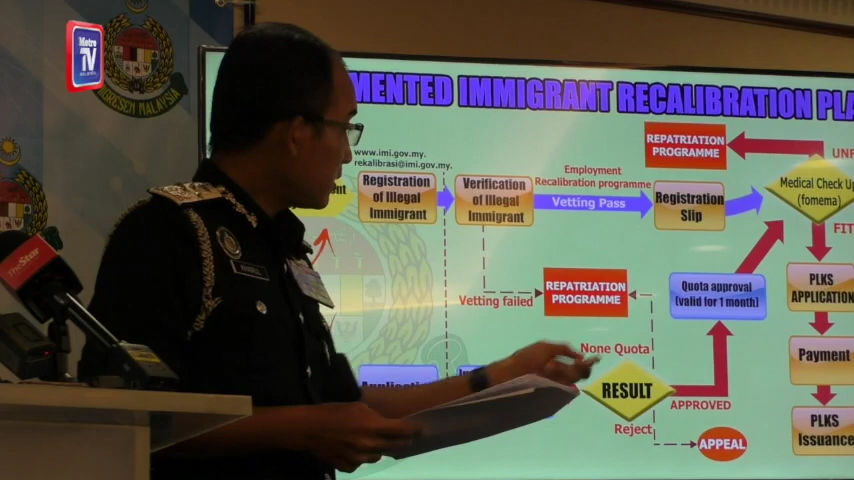 Metro
TV
IGRESEN MALAYSIA
MENTED IMMIGRANT RECALIBRATION PLA
www.imi.gov.my.
rekalibrasi@imi.gov.my.
Registration
of Illegal
Immigrant
Verification
of Illegal
Immigrant
Employment
Recalibration programme
Vetting Pass
Registration
Slip
REPATRIATION
PROGRAMME
UNF
Medical Check Up
(fomema)
FIT
Vetting failed
REPATRIATION
PROGRAMME
Quota approval
(valid for 1 month)
PLKS
APPLICATION
None Quota
RESULT
APPROVED
Reject
APPEAL
Payment
PLKS
Issuance
Application
TheStar